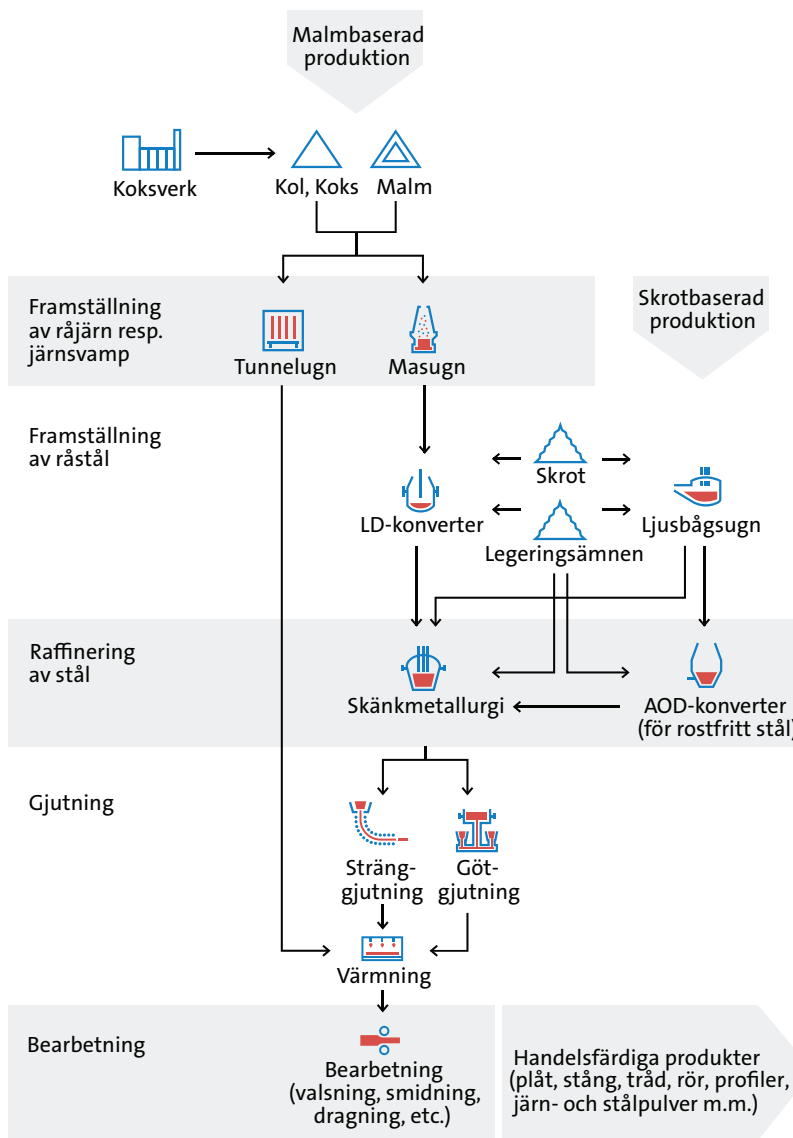 Malmbaserad
produktion
Koksverk
Kol, Koks
Malm
Framställning
av råjärn resp.
järnsvamp
Tunnelugn
Masugn
Skrotbaserad
produktion
Framställning
av råstål
Skrot
LD-konverter
Legeringsämnen
Ljusbågsugn
Raffinering
av stål
Skänkmetallurgi
AOD-konverter
(för rostfritt stål)
Gjutning
Sträng-
gjutning
Göt-
gjutning
Värmning
Bearbetning
Bearbetning
(valsning, smidning,
dragning, etc.)
Handelsfärdiga produkter
(plåt, stång, tråd, rör, profiler,
järn- och stålpulver m.m.)